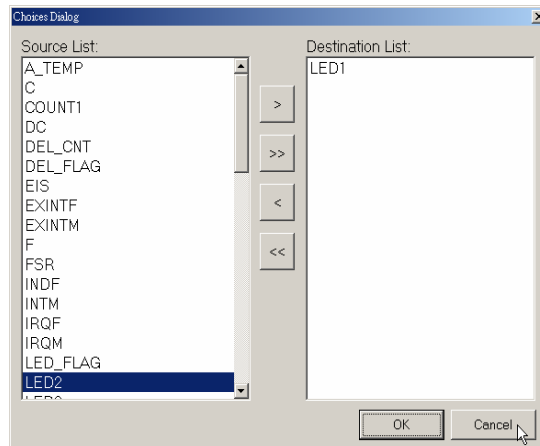 Choices Dialog
Source List:
A_TEMP
C
COUNT1
DC
DEL_CNT
DEL_FLAG
EIS
EXINTF
EXINTM
F
FSR
INDF
INTM
IRQF
IRQM
LED_FLAG
LED2
>
>>
<
<<
Destination List:
LED1
OK
Cancel